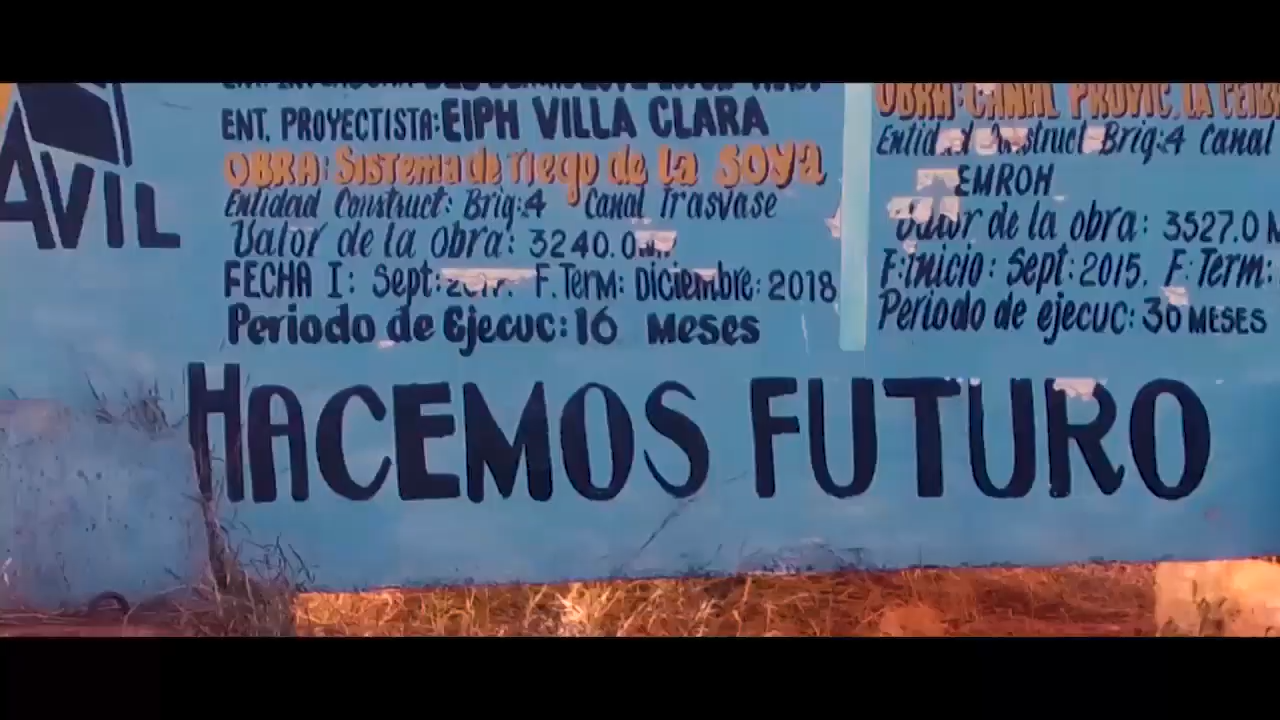 AVIL
ENT. PROYECTISTA: EIPH VILLA CLARA
OBRA: Sistema de riego de la SOYa
Entidad Construct: Brig:4 Canal Trasvase
Valor de la obra: 3240.0
FECHA I: Sept: F. Term: Diciembre: 2018
Periodo de Ejecuc: 16 MESES
OBRA: CANAL PROVIC. LA CEIBA
Entidad Construct Brig:4 Canal
EMROH
Valor de la obra: 3527.0
F: inicio: Sept: 2015. F. Term:
Periodo de ejecuc: 30 MESES
HACEMOS FUTURO